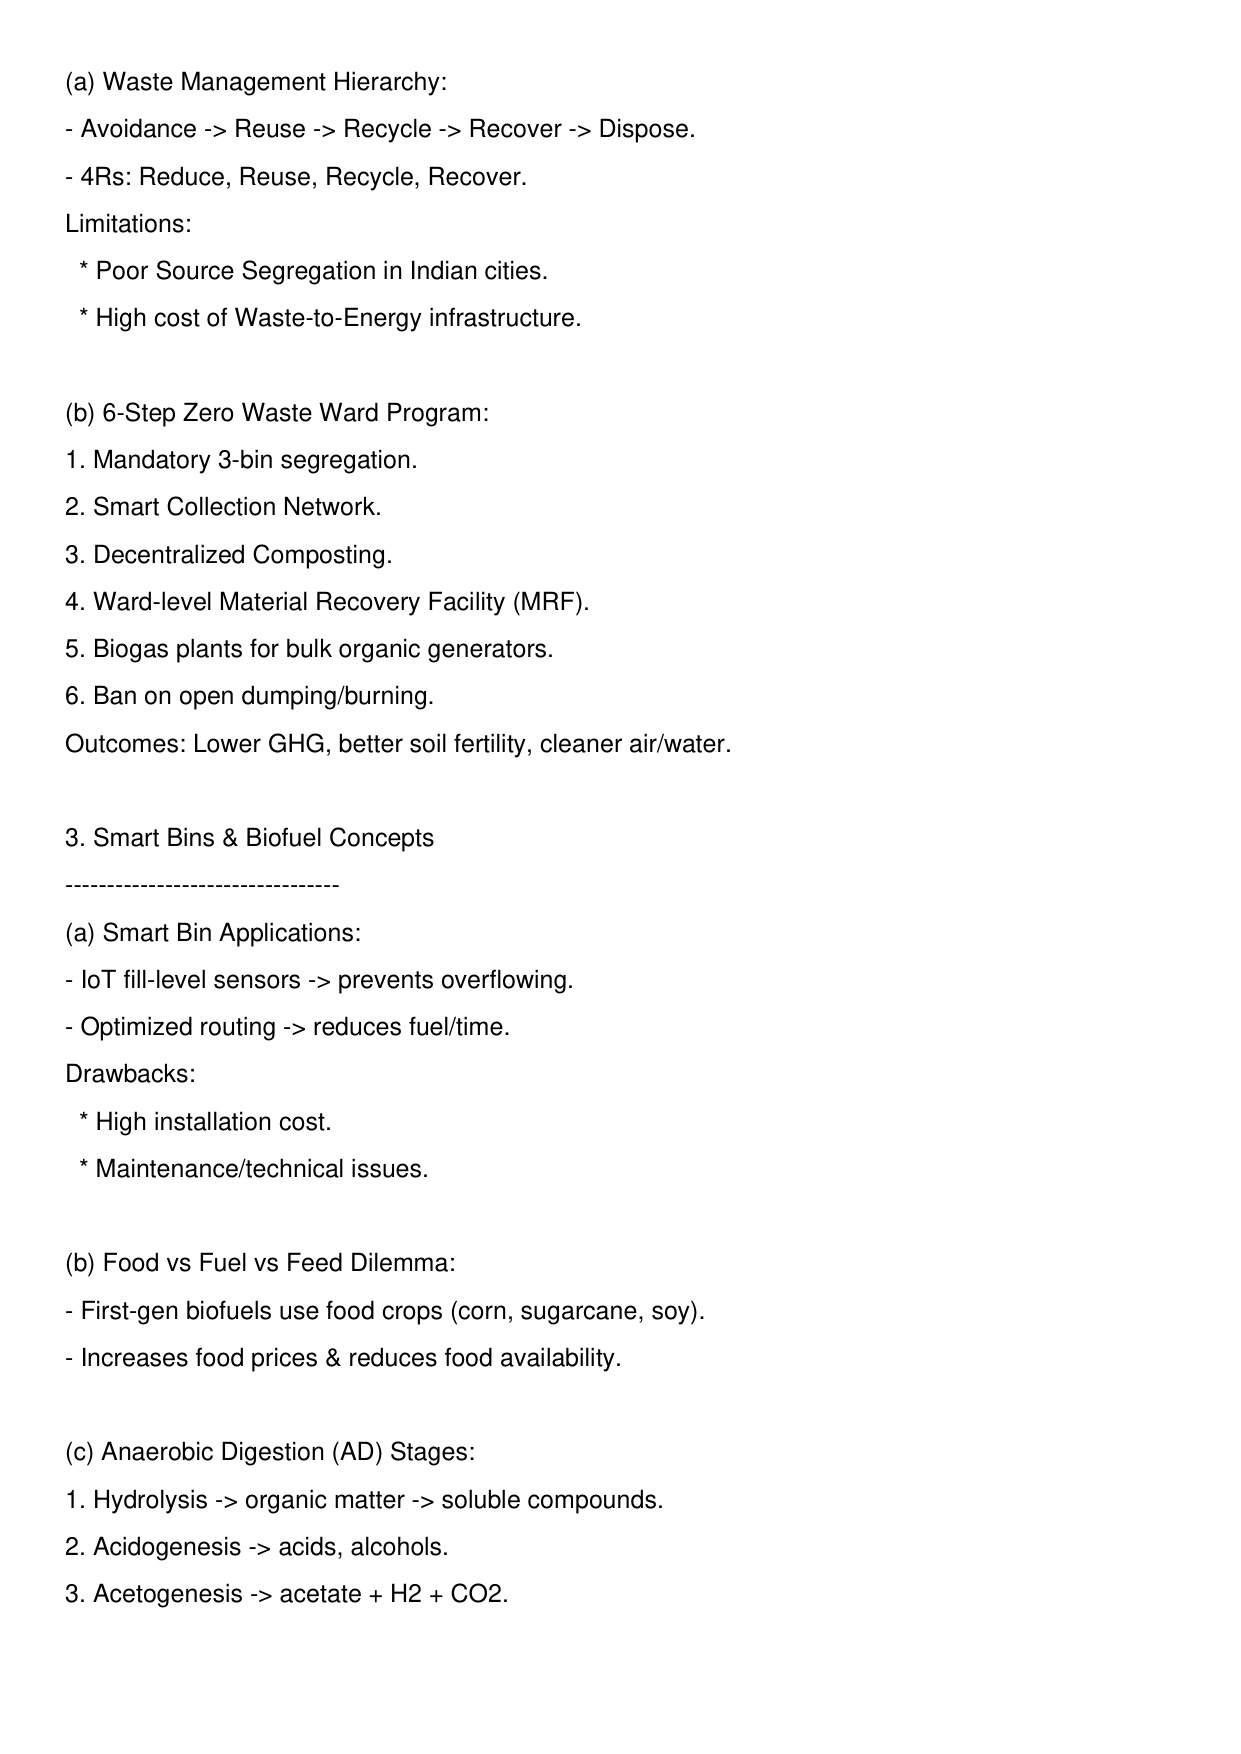 (a) Waste Management Hierarchy:
- Avoidance -> Reuse -> Recycle -> Recover -> Dispose.
- 4Rs: Reduce, Reuse, Recycle, Recover.
Limitations:
* Poor Source Segregation in Indian cities.
* High cost of Waste-to-Energy infrastructure.
(b) 6-Step Zero Waste Ward Program:
1. Mandatory 3-bin segregation.
2. Smart Collection Network.
3. Decentralized Composting.
4. Ward-level Material Recovery Facility (MRF).
5. Biogas plants for bulk organic generators.
6. Ban on open dumping/burning.
Outcomes: Lower GHG, better soil fertility, cleaner air/water.
3. Smart Bins & Biofuel Concepts
---------------------------------
(a) Smart Bin Applications:
- IoT fill-level sensors -> prevents overflowing.
- Optimized routing -> reduces fuel/time.
Drawbacks:
* High installation cost.
* Maintenance/technical issues.
(b) Food vs Fuel vs Feed Dilemma:
- First-gen biofuels use food crops (corn, sugarcane, soy).
- Increases food prices & reduces food availability.
(c) Anaerobic Digestion (AD) Stages:
1. Hydrolysis -> organic matter -> soluble compounds.
2. Acidogenesis -> acids, alcohols.
3. Acetogenesis -> acetate + H2 + CO2.